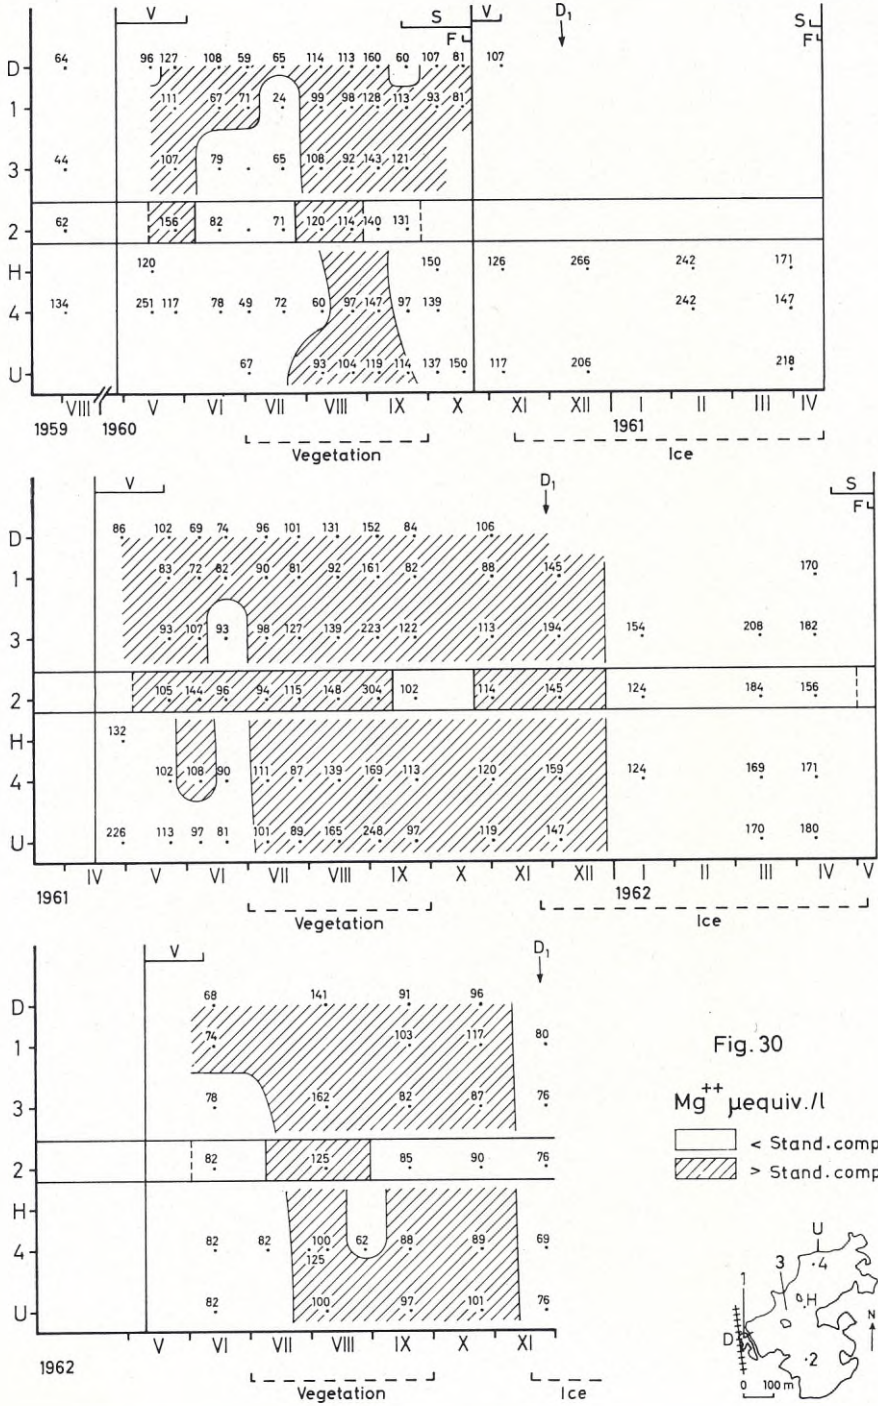 V S V D₁ S
F F
D 64 96 127 108 59 65 114 113 160 60 107 81 107
1 111 67 71 24 99 98 128 113 93 81
3 44 107 79 65 108 92 143 121
2 62 156 82 71 120 114 140 131
H 120 150 126 266 242 171
4 134 251 117 78 49 72 60 97 147 97 139 242 147
U 67 93 104 119 114 137 150 117 206 218
VIII V VI VII VIII IX X XI XII I II III IV
1959 1960 1961
Vegetation Ice
V D₁ S
F
D 86 102 69 74 96 101 131 152 84 106
1 83 72 82 90 81 92 161 82 88 145 170
3 93 107 93 98 127 139 223 122 113 194 154 208 182
2 105 144 96 94 115 148 304 102 114 145 124 184 156
H 132
4 102 108 90 111 87 139 169 113 120 159 124 169 171
U 226 113 97 81 101 89 165 248 97 119 147 170 180
IV V VI VII VIII IX X XI XII I II III IV V
1961 1962
Vegetation Ice
V D₁
D 68 141 91 96
1 74 103 117 80
3 78 162 82 87 76
2 82 125 85 90 76
H
4 82 82 100 62 88 89 69
125
U 82 100 97 101 76
V VI VII VIII IX X XI
1962
Vegetation Ice
Fig. 30
Mg⁺⁺ µequiv./l
< Stand.comp
> Stand.comp
U
3 4
1 H
D N
2
0 100 m